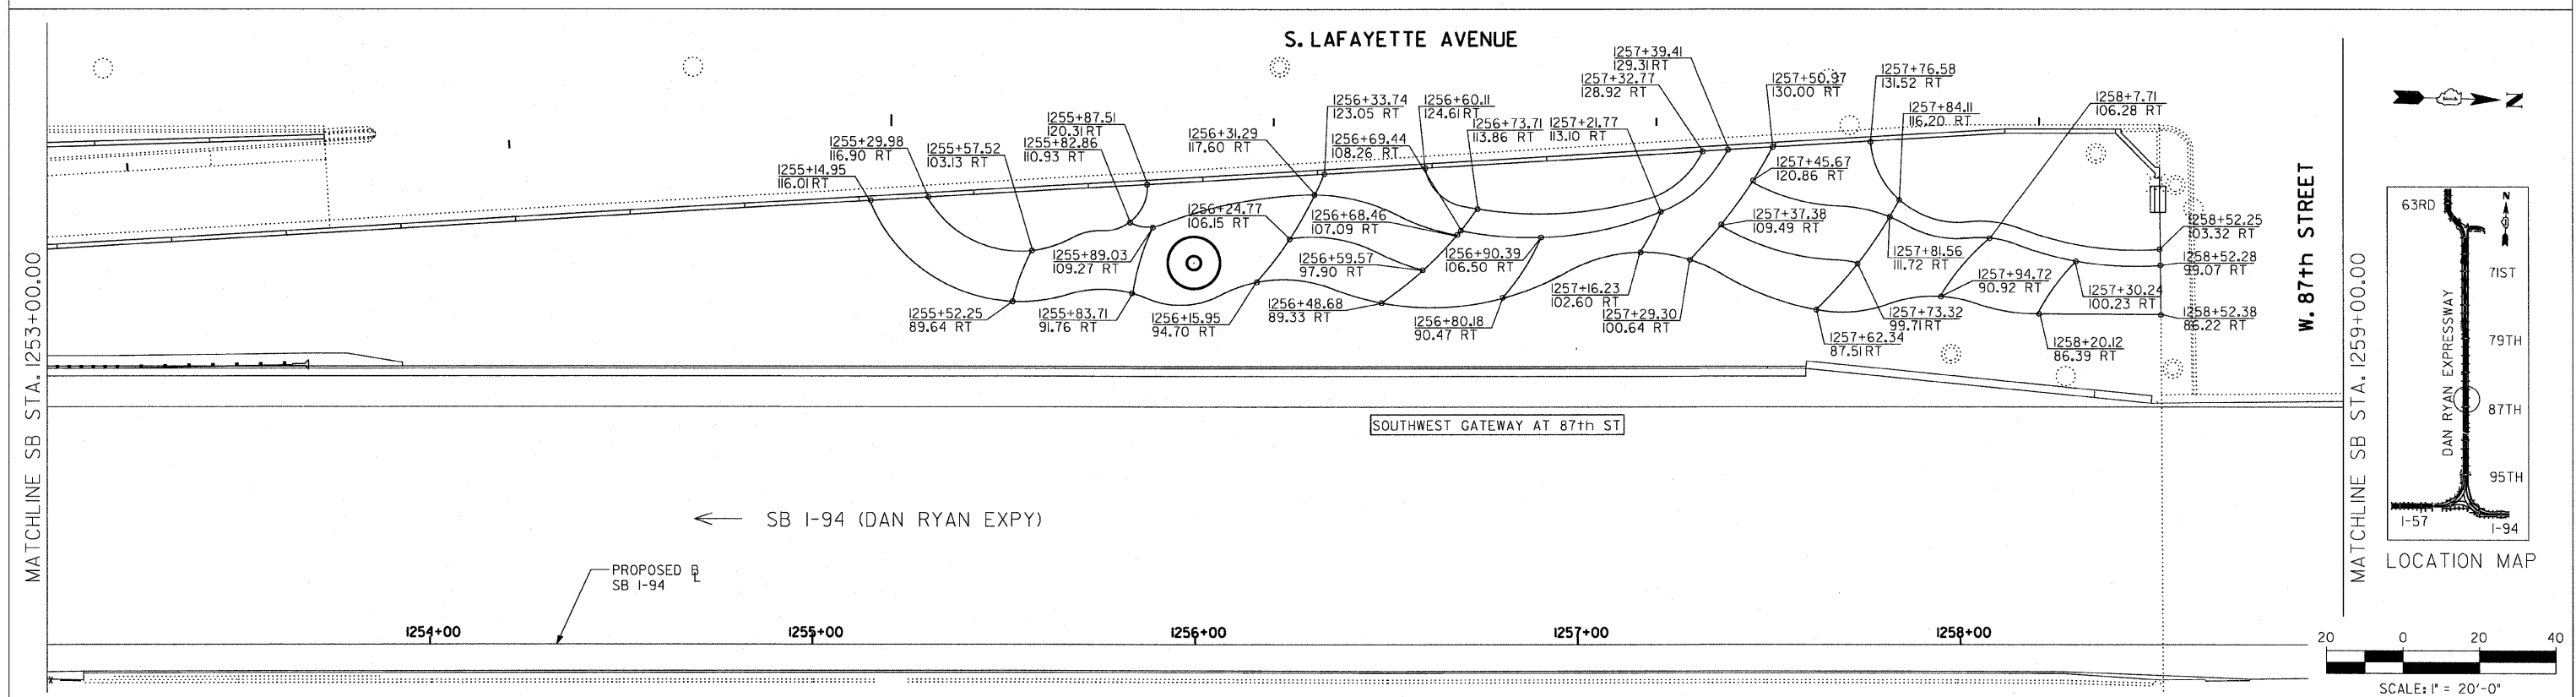 S. LAFAYETTE AVENUE
1255+14.95
116.01 RT
1255+29.98
116.90 RT
1255+57.52
103.13 RT
1255+87.51
120.31 RT
1255+82.86
110.93 RT
1256+31.29
117.60 RT
1256+33.74
123.05 RT
1256+69.44
108.26 RT
1256+60.11
124.61 RT
1256+73.71
113.86 RT
1257+21.77
113.10 RT
1257+32.77
128.92 RT
1257+39.41
129.31 RT
1257+50.97
130.00 RT
1257+45.67
120.86 RT
1257+76.58
131.52 RT
1257+84.11
116.20 RT
1258+7.71
106.28 RT
1256+24.77
106.15 RT
1256+68.46
107.09 RT
1257+37.38
109.49 RT
1258+52.25
103.32 RT
1255+89.03
109.27 RT
1256+59.57
97.90 RT
1256+90.39
106.50 RT
1257+81.56
111.72 RT
1258+52.28
99.07 RT
1257+94.72
90.92 RT
1257+30.24
100.23 RT
1255+52.25
89.64 RT
1255+83.71
91.76 RT
1256+15.95
94.70 RT
1256+48.68
89.33 RT
1256+80.18
90.47 RT
1257+16.23
102.60 RT
1257+29.30
100.64 RT
1257+62.34
87.51 RT
1257+73.32
99.71 RT
1258+20.12
86.39 RT
1258+52.38
86.22 RT
W. 87th STREET
MATCHLINE SB STA. 1253+00.00
MATCHLINE SB STA. 1259+00.00
SOUTHWEST GATEWAY AT 87th ST
SB I-94 (DAN RYAN EXPY)
PROPOSED BL
SB I-94
1254+00
1255+00
1256+00
1257+00
1258+00
N
N
63RD
71ST
79TH
87TH
95TH
DAN RYAN EXPRESSWAY
I-57
I-94
LOCATION MAP
20 0 20 40
SCALE: 1" = 20'-0"